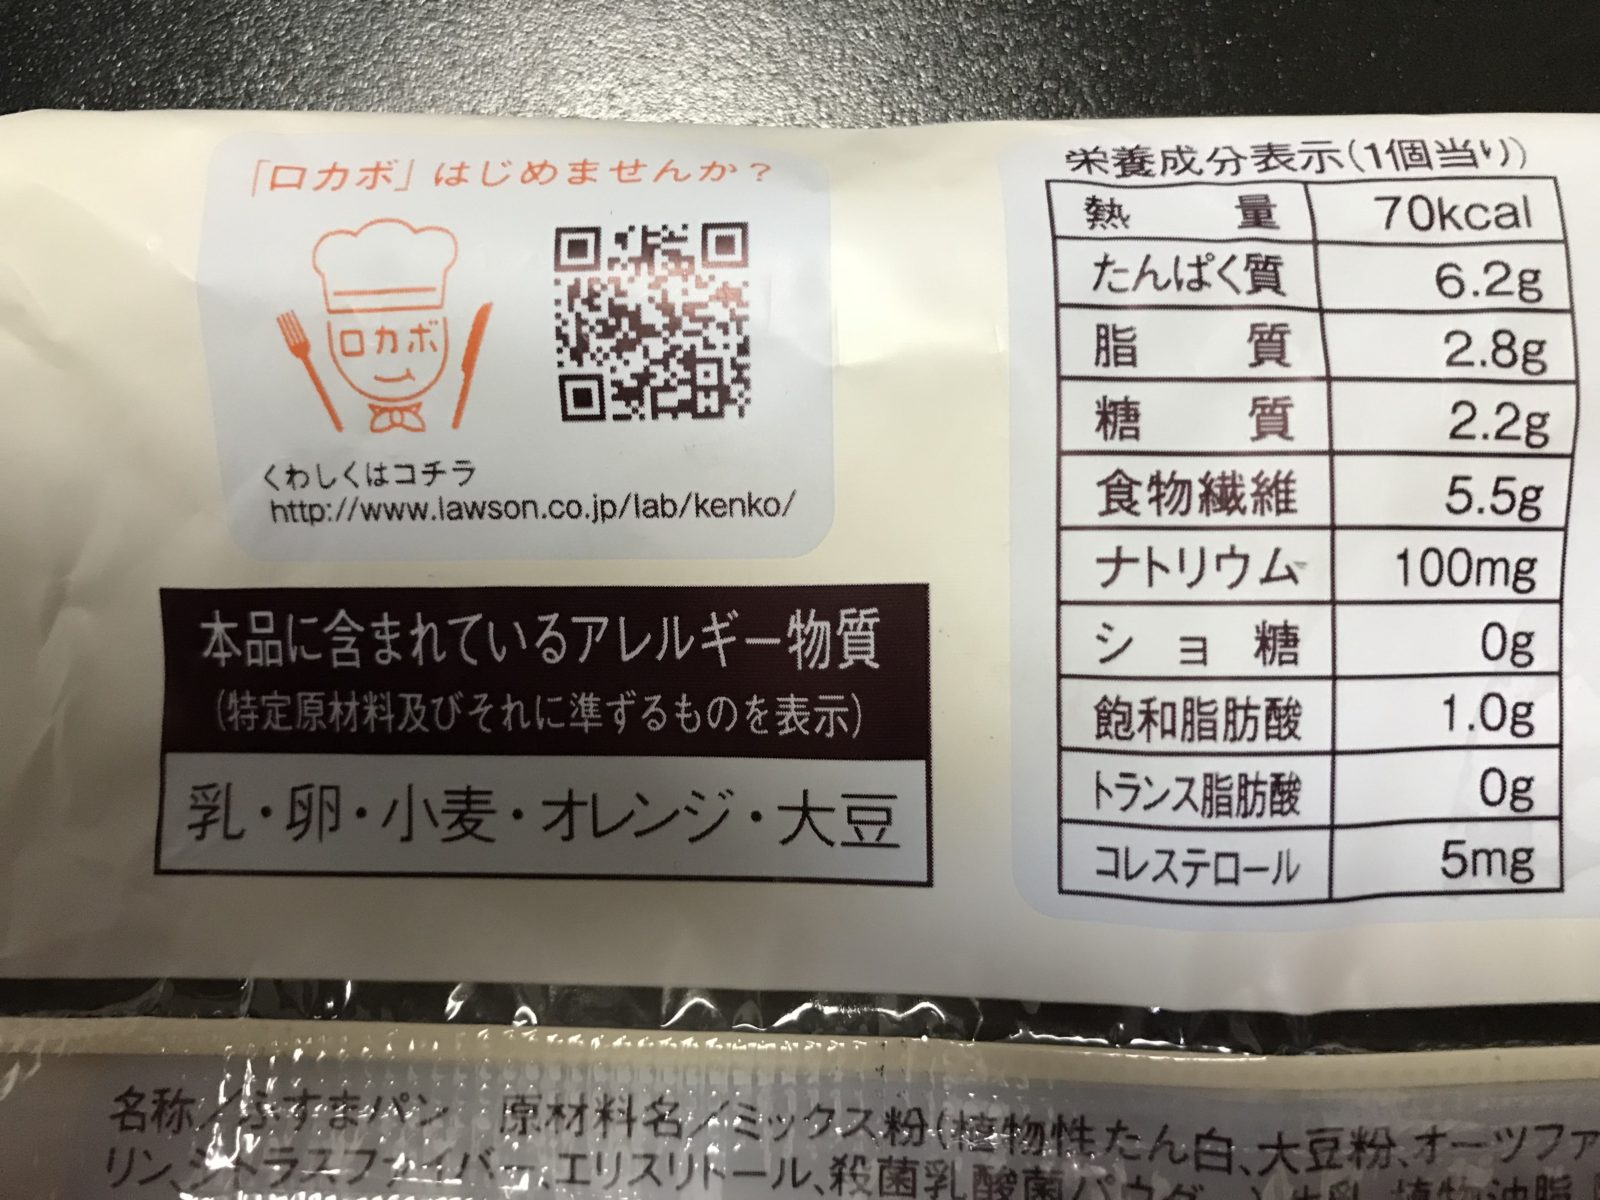 「ロカボ」はじめませんか?
ロカボ
くわしくはコチラ
http://www.lawson.co.jp/lab/kenko/
本品に含まれているアレルギー物質
(特定原材料及びそれに準ずるものを表示)
乳・卵・小麦・オレンジ・大豆
栄養成分表示(1個当り)
熱量 70kcal
たんぱく質 6.2g
脂質 2.8g
糖質 2.2g
食物繊維 5.5g
ナトリウム 100mg
ショ糖 0g
飽和脂肪酸 1.0g
トランス脂肪酸 0g
コレステロール 5mg
名称/ふすまパン 原材料名/ミックス粉(植物性たん白、大豆粉、オーツファ
リン、シトラスファイバー、エリスリトール、殺菌乳酸菌パウダー